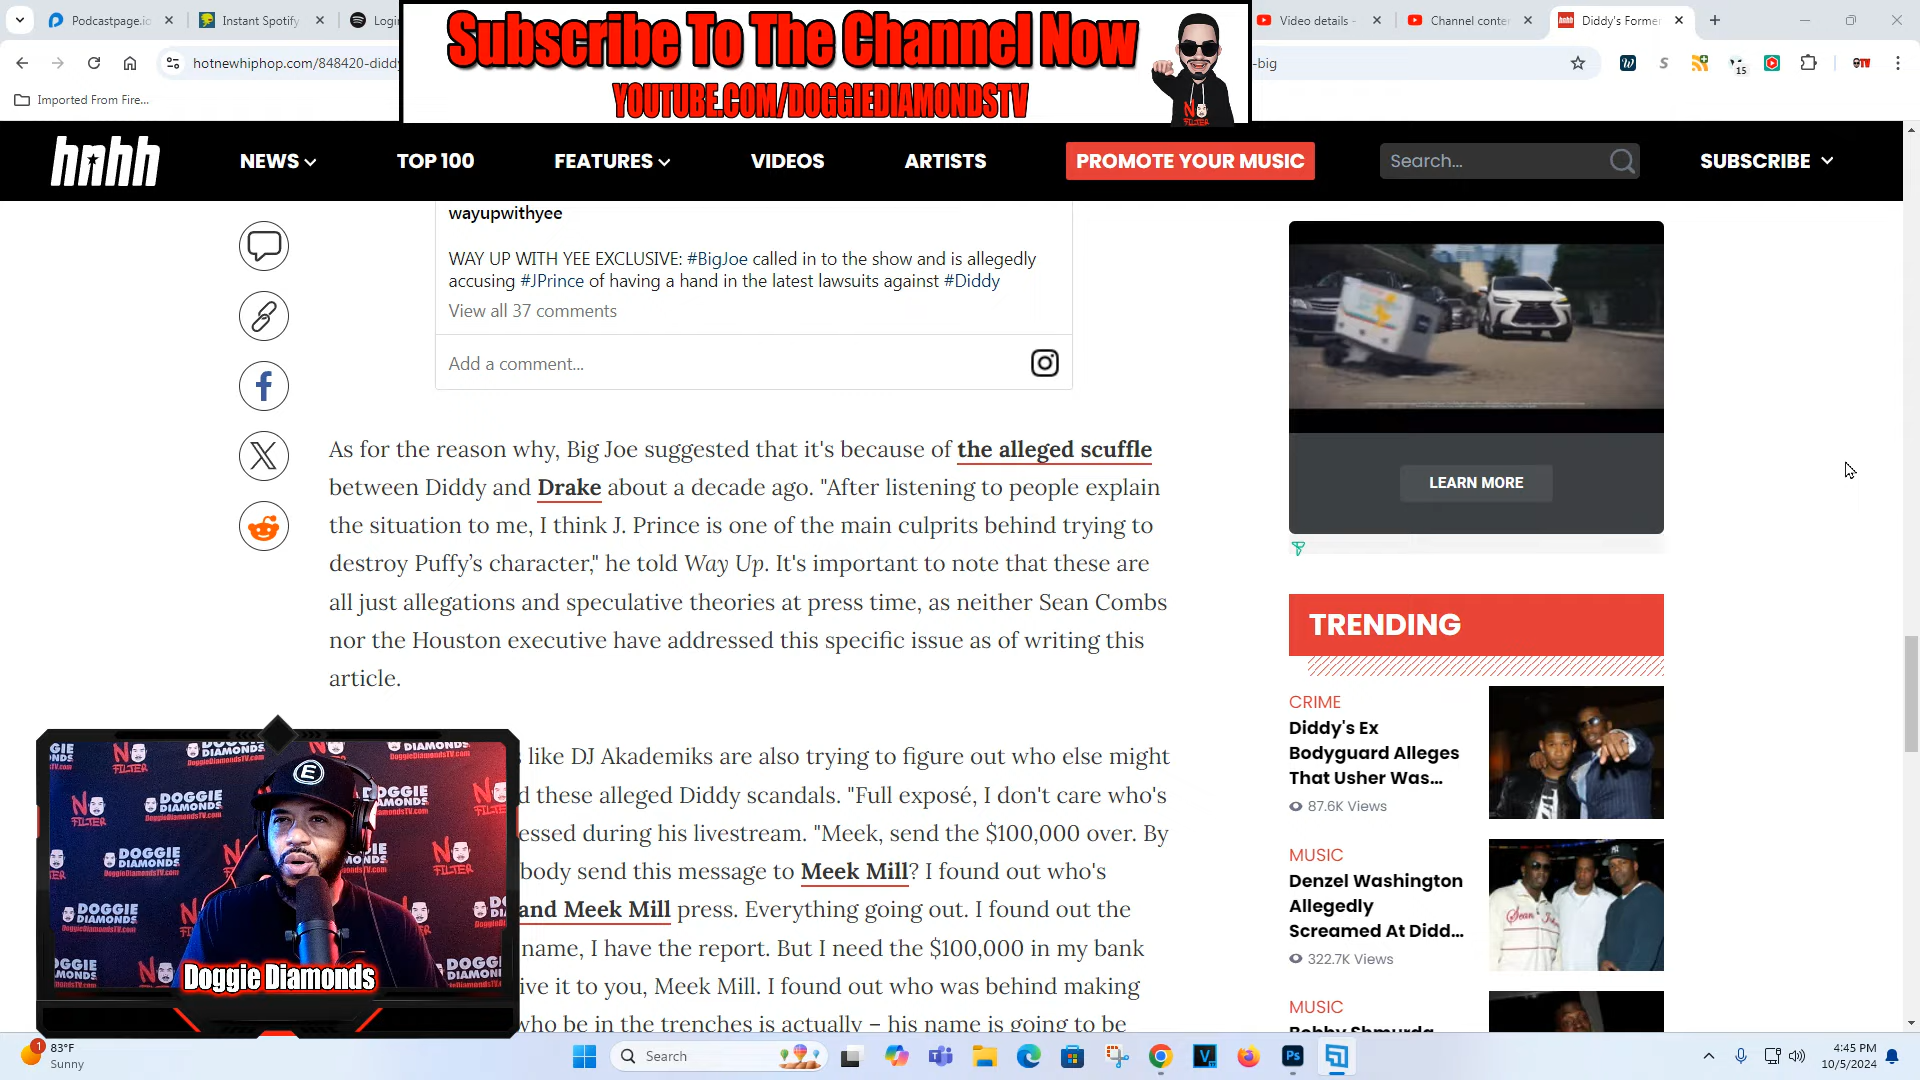 Podcastpage.io
Instant Spotify
Login
Video details -
Channel conte
Diddy's Former
Subscribe To The Channel Now
YOUTUBE.COM/DOGGIEDIAMONDSTV
hotnewhiphop.com/848420-diddy
-big
15
Imported From Fire...
hnhh
NEWS
TOP 100
FEATURES
VIDEOS
ARTISTS
PROMOTE YOUR MUSIC
Search...
SUBSCRIBE
wayupwithyee
WAY UP WITH YEE EXCLUSIVE: #BigJoe called in to the show and is allegedly
accusing #JPrince of having a hand in the latest lawsuits against #Diddy
View all 37 comments
Add a comment...
As for the reason why, Big Joe suggested that it's because of the alleged scuffle
between Diddy and Drake about a decade ago. "After listening to people explain
the situation to me, I think J. Prince is one of the main culprits behind trying to
destroy Puffy's character," he told Way Up. It's important to note that these are
all just allegations and speculative theories at press time, as neither Sean Combs
nor the Houston executive have addressed this specific issue as of writing this
article.
like DJ Akademiks are also trying to figure out who else might
d these alleged Diddy scandals. "Full exposé, I don't care who's
essed during his livestream. "Meek, send the $100,000 over. By
body send this message to Meek Mill? I found out who's
and Meek Mill press. Everything going out. I found out the
name, I have the report. But I need the $100,000 in my bank
ive it to you, Meek Mill. I found out who was behind making
who be in the trenches is actually – his name is going to be
LEARN MORE
TRENDING
CRIME
Diddy's Ex
Bodyguard Alleges
That Usher Was...
87.6K Views
MUSIC
Denzel Washington
Allegedly
Screamed At Didd...
322.7K Views
MUSIC
Bobby Shmurda
NO FILTER
DOGGIE DIAMONDS
DoggieDiamondsTV.com
Doggie Diamonds
1
83°F
Sunny
Search
4:45 PM
10/5/2024